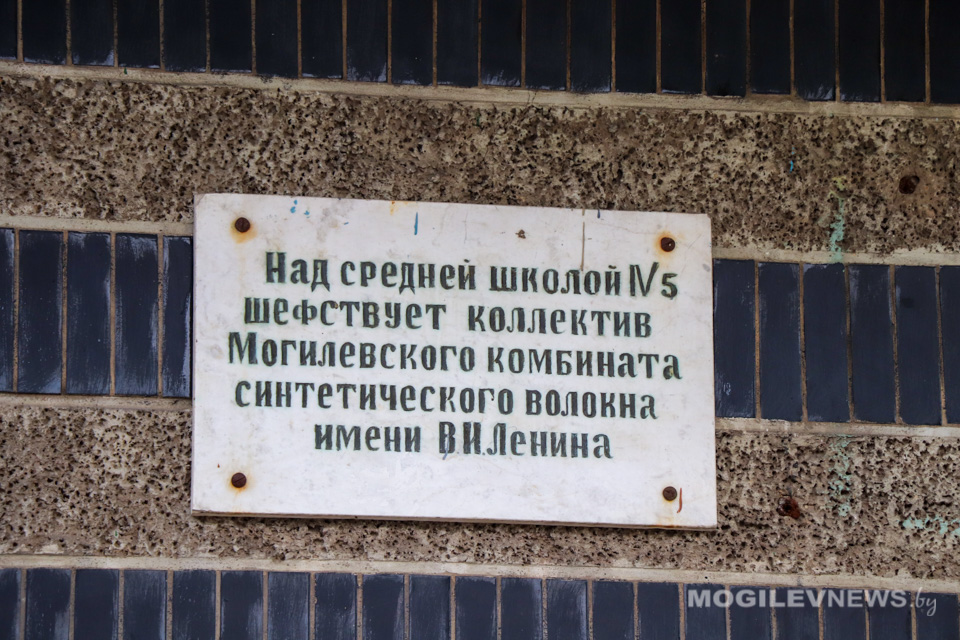 Над средней школой №5
шефствует коллектив
Могилевского комбината
синтетического волокна
имени В.И.Ленина
MOGILEVNEWS.by